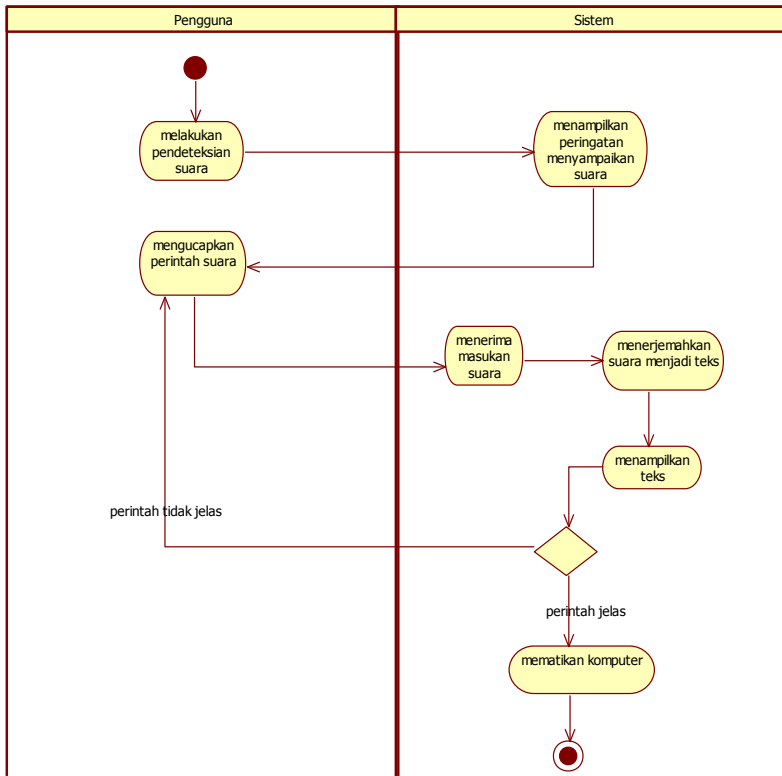 Pengguna
Sistem
melakukan
pendeteksian
suara
menampilkan
peringatan
menyampaikan
suara
mengucapkan
perintah suara
menerima
masukan
suara
menerjemahkan
suara menjadi teks
menampilkan
teks
perintah tidak jelas
perintah jelas
mematikan komputer